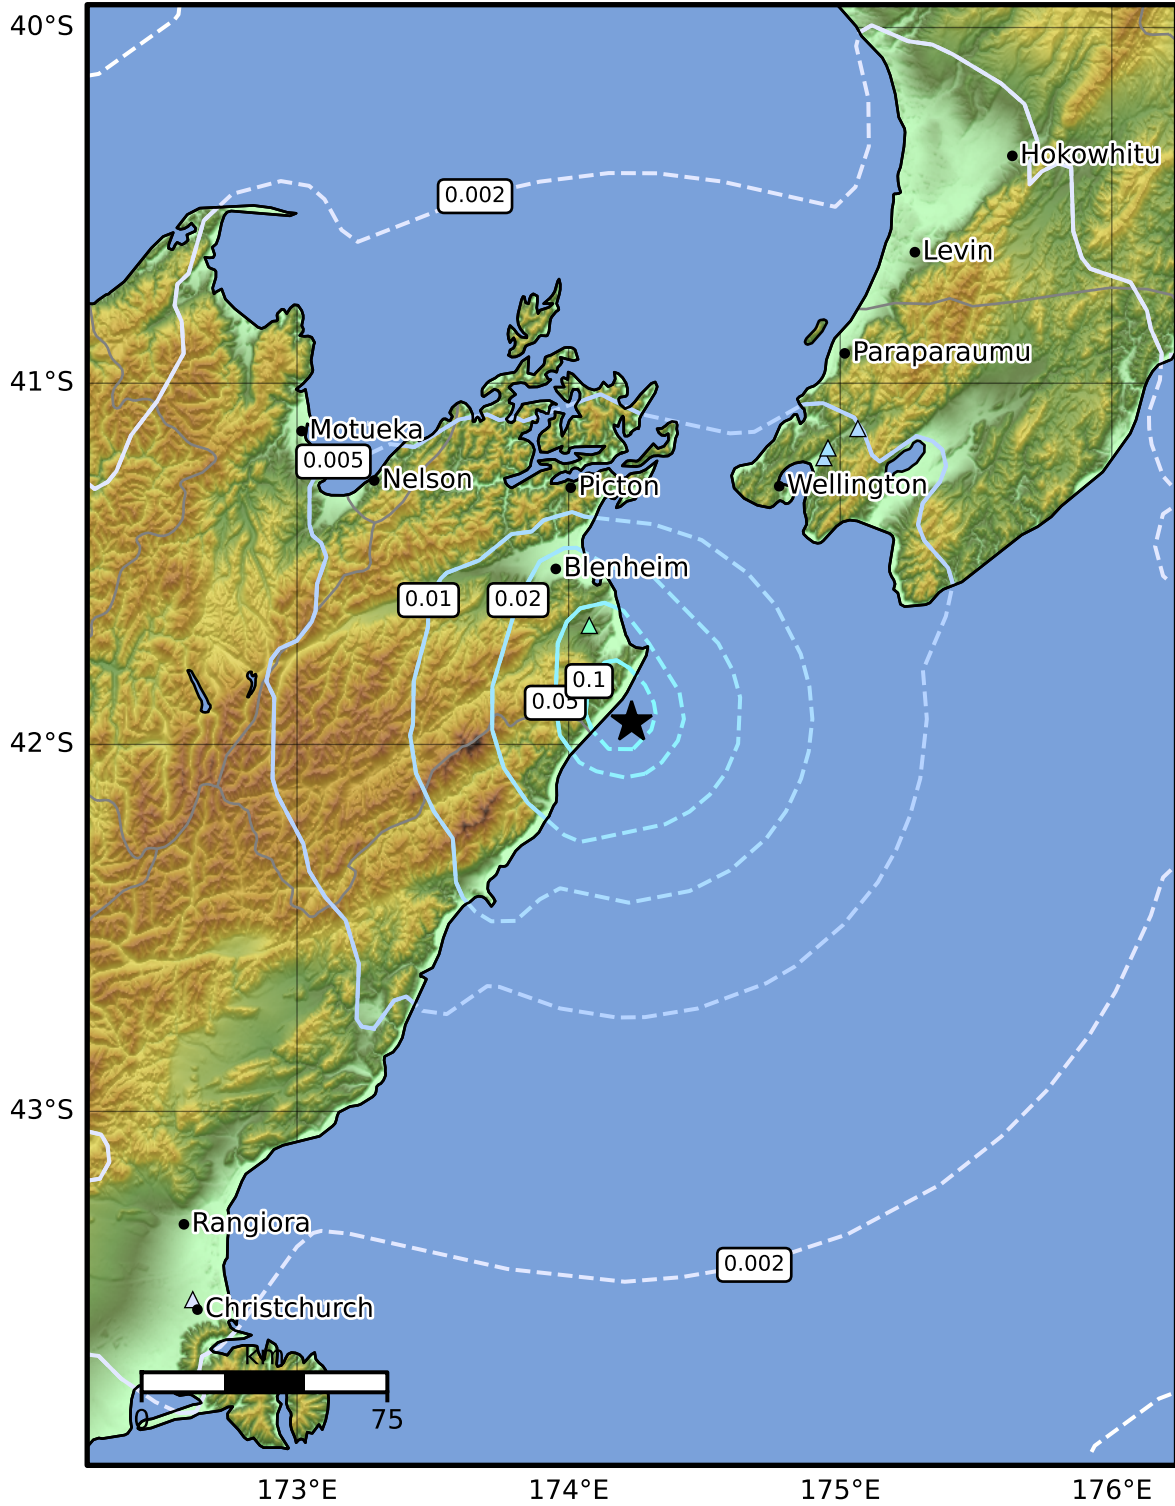 40°S
Hokowhitu
0.002
Levin
Paraparaumu
41°S
Motueka
0.005
Nelson
Picton
Wellington
Blenheim
0.01
0.02
0.1
0.05
42°S
43°S
Rangiora
0.002
Christchurch
km
0
75
173°E
174°E
175°E
176°E